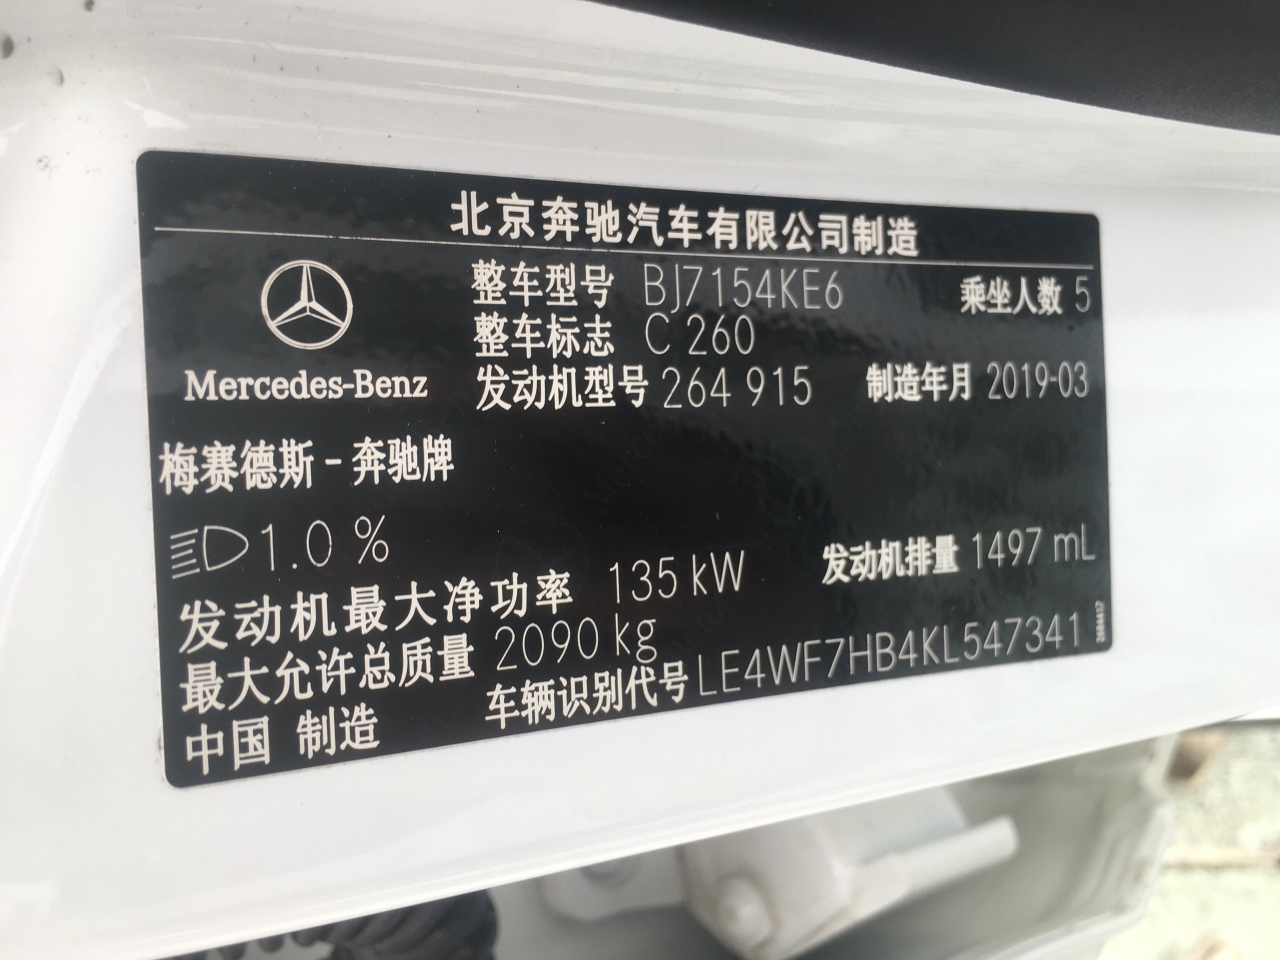 北京奔驰汽车有限公司制造
整车型号 BJ7154KE6 乘坐人数 5
整车标志 C 260
Mercedes-Benz
发动机型号 264 915 制造年月 2019-03
梅赛德斯-奔驰牌
1.0 %
发动机最大净功率 135 kW 发动机排量 1497 mL
最大允许总质量 2090 kg
中国 制造 车辆识别代号 LE4WF7HB4KL547341